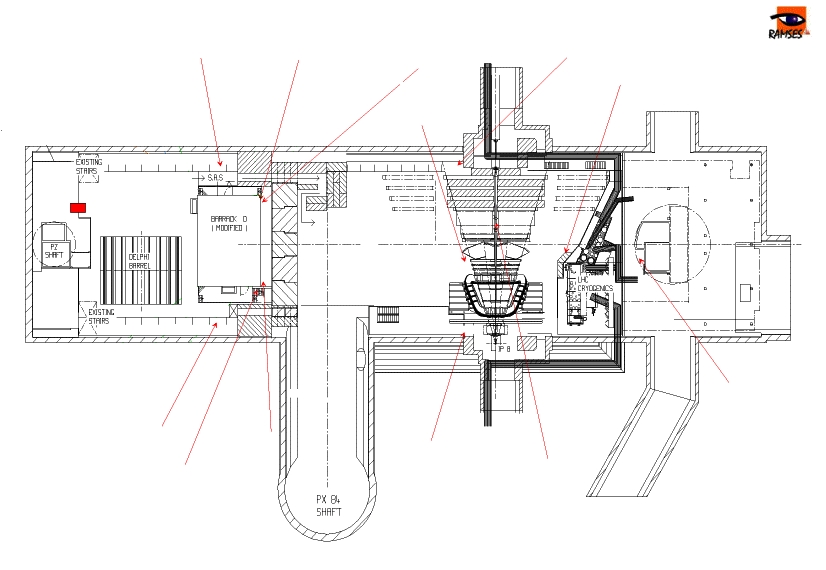 RAMSES
EXISTING
STAIRS
S.A.S
BARRACK D
( MODIFIED )
PZ
SHAFT
DELPHI
BARREL
LHC
CRYOGENICS
EXISTING
STAIRS
IP 8
PX 84
SHAFT